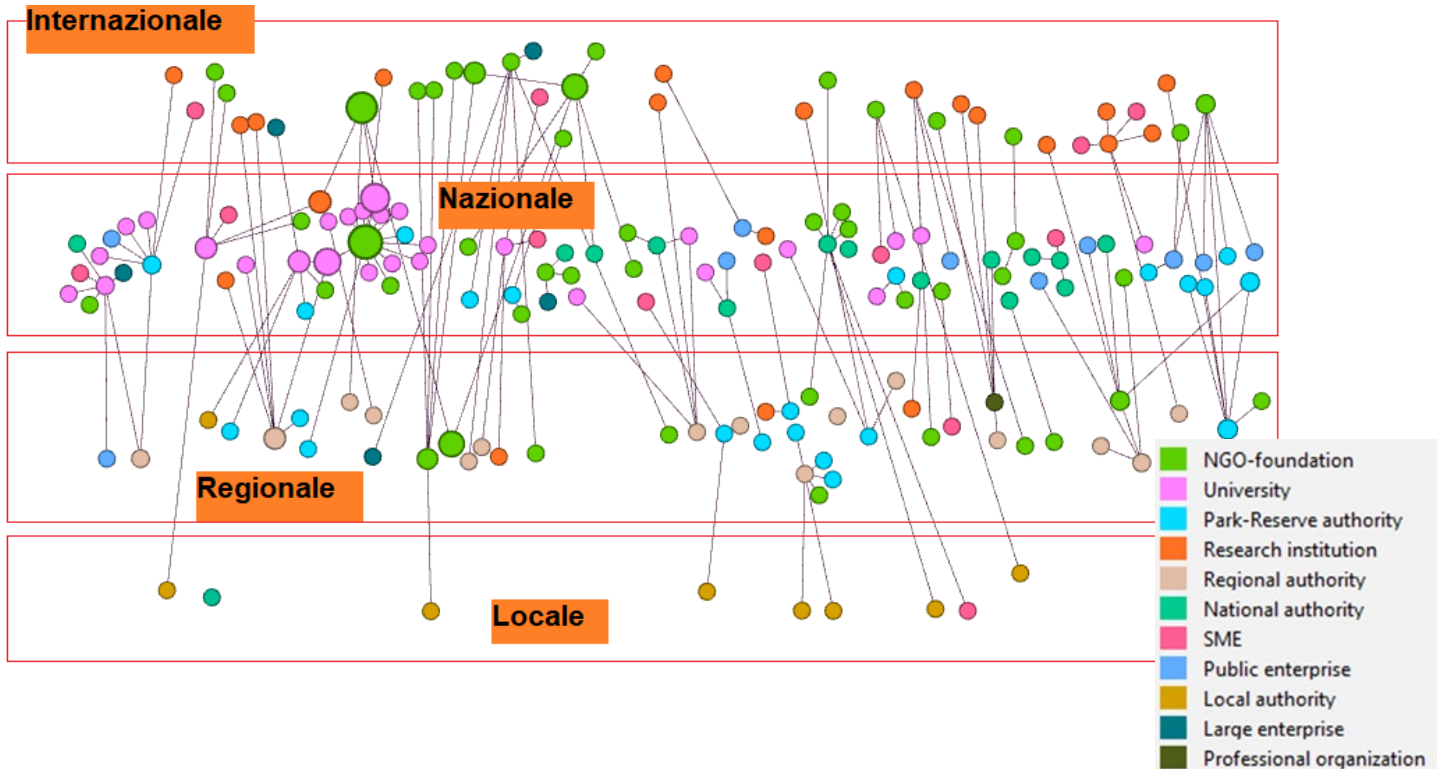 Internazionale
Nazionale
Regionale
Locale
NGO-foundation
University
Park-Reserve authority
Research institution
Regional authority
National authority
SME
Public enterprise
Local authority
Large enterprise
Professional organization